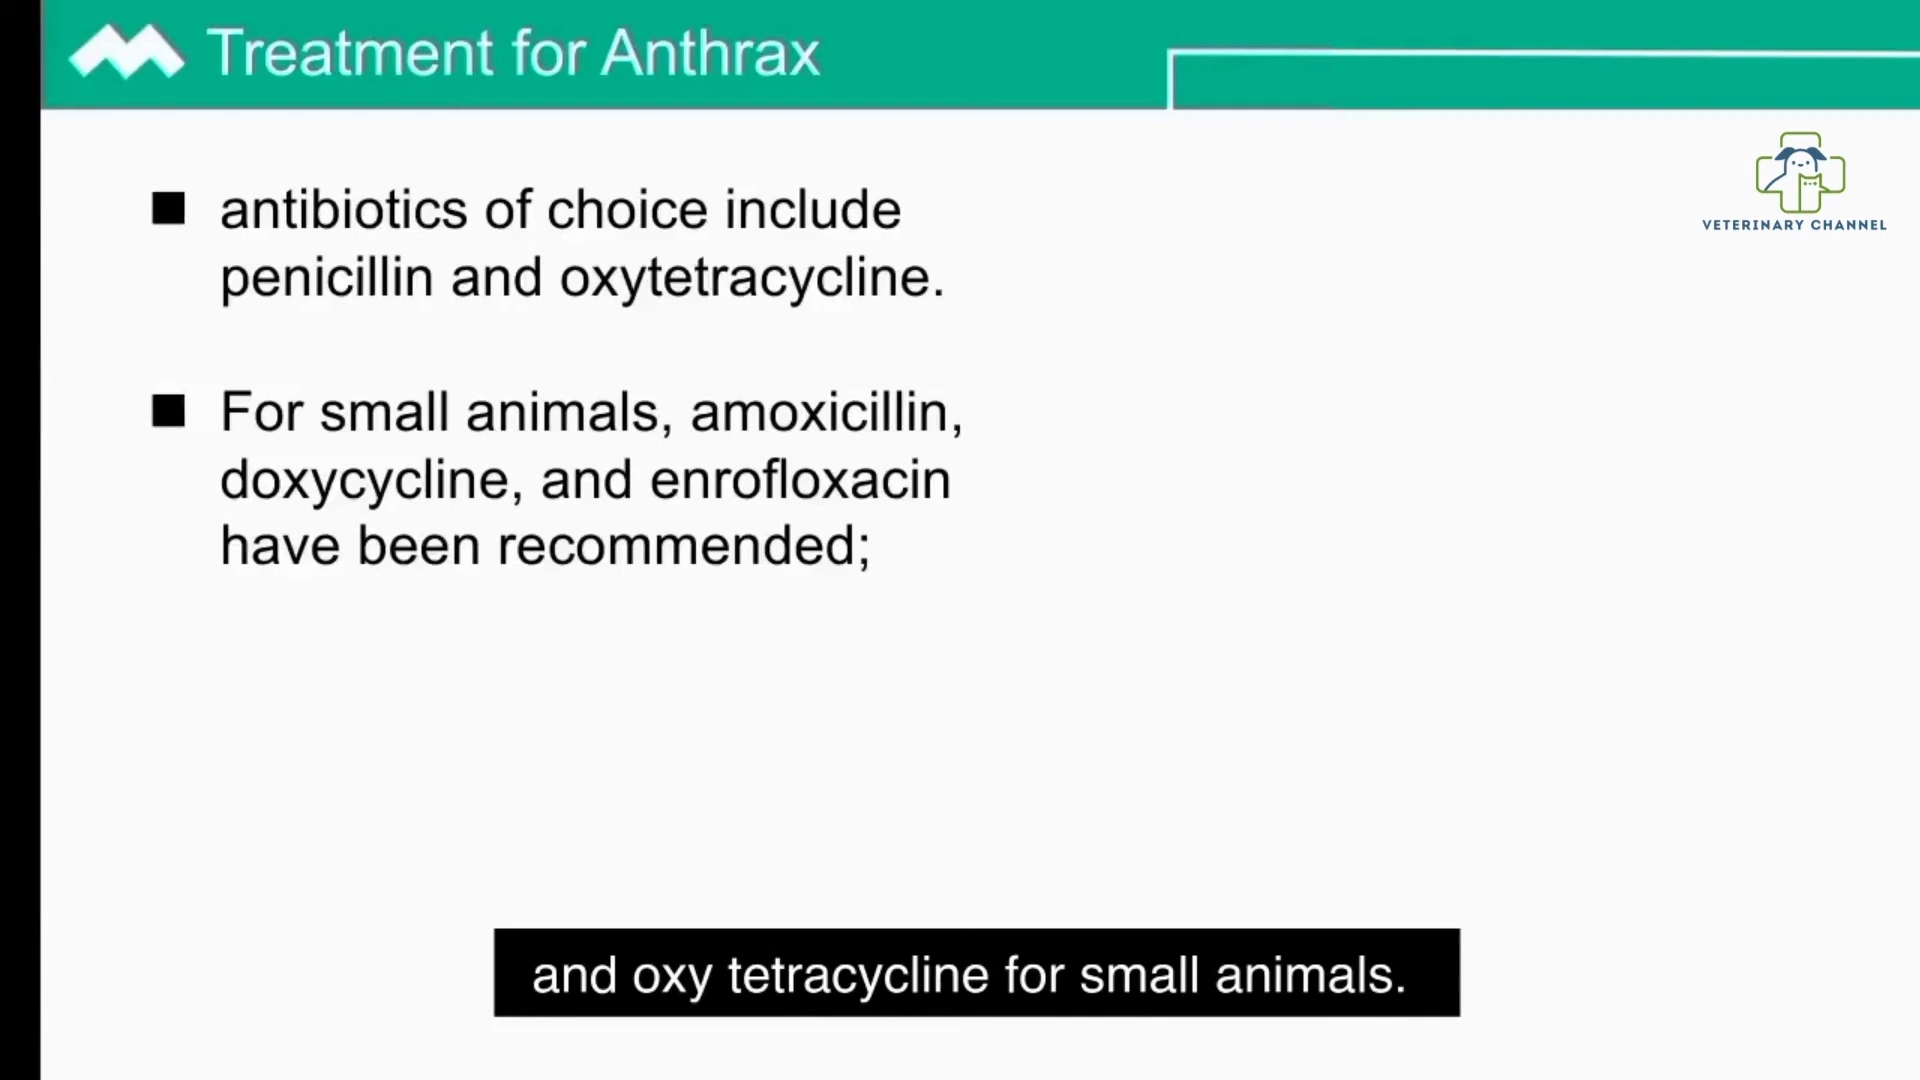 Treatment for Anthrax
VETERINARY CHANNEL
■ antibiotics of choice include
penicillin and oxytetracycline.
■ For small animals, amoxicillin,
doxycycline, and enrofloxacin
have been recommended;
and oxy tetracycline for small animals.